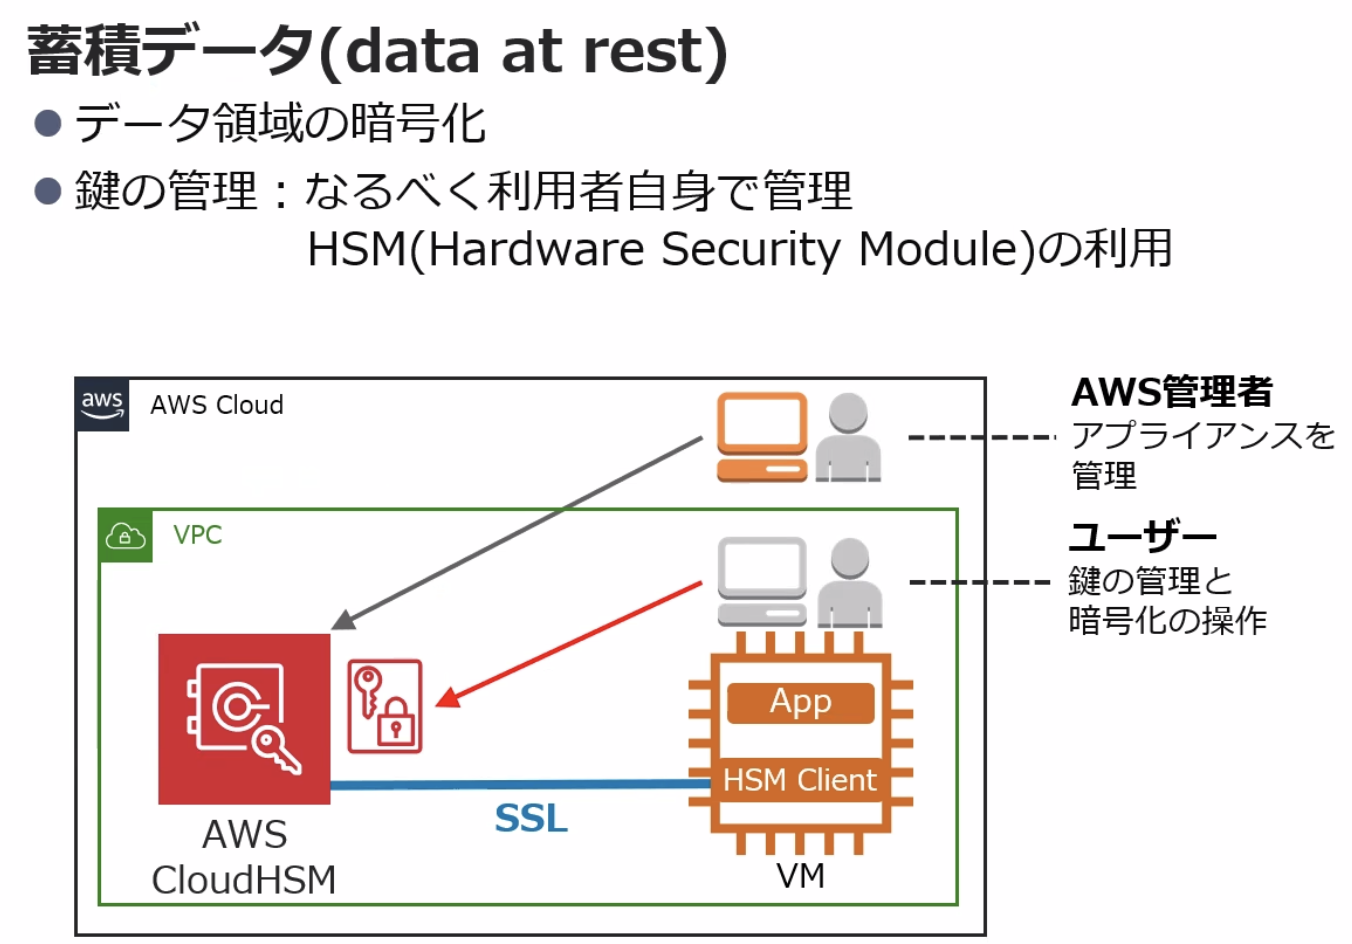 蓄積データ(data at rest)
● データ領域の暗号化
● 鍵の管理：なるべく利用者自身で管理
HSM(Hardware Security Module)の利用
aws
AWS Cloud
AWS管理者
アプライアンスを
管理
VPC
ユーザー
鍵の管理と
暗号化の操作
App
HSM Client
SSL
AWS
CloudHSM
VM